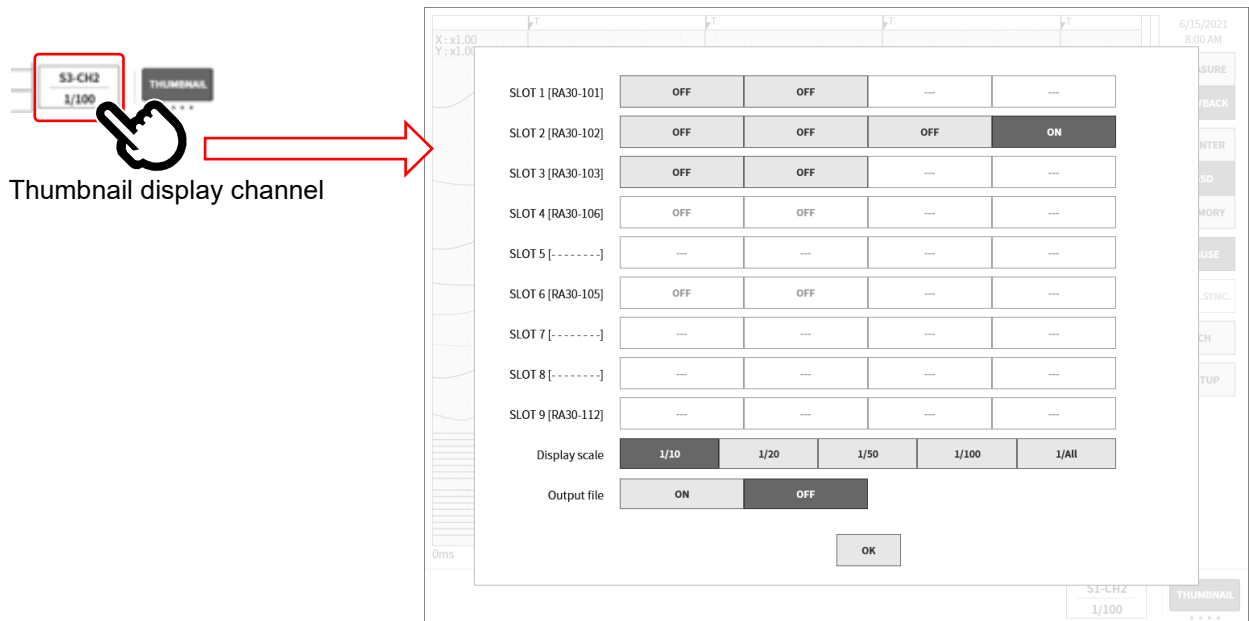 S3-CH2
1/100
THUMBNAIL
Thumbnail display channel
T T T T
X : x1.00
Y : x1.00
6/15/2021
8:00 AM
SLOT 1 [RA30-101] OFF OFF --- ---
SLOT 2 [RA30-102] OFF OFF OFF ON
SLOT 3 [RA30-103] OFF OFF --- ---
SLOT 4 [RA30-106] OFF OFF --- ---
SLOT 5 [--------] --- --- --- ---
SLOT 6 [RA30-105] OFF OFF --- ---
SLOT 7 [--------] --- --- --- ---
SLOT 8 [--------] --- --- --- ---
SLOT 9 [RA30-112] --- --- --- ---
Display scale 1/10 1/20 1/50 1/100 1/All
Output file ON OFF
OK
0ms
S1-CH2
1/100
THUMBNAIL